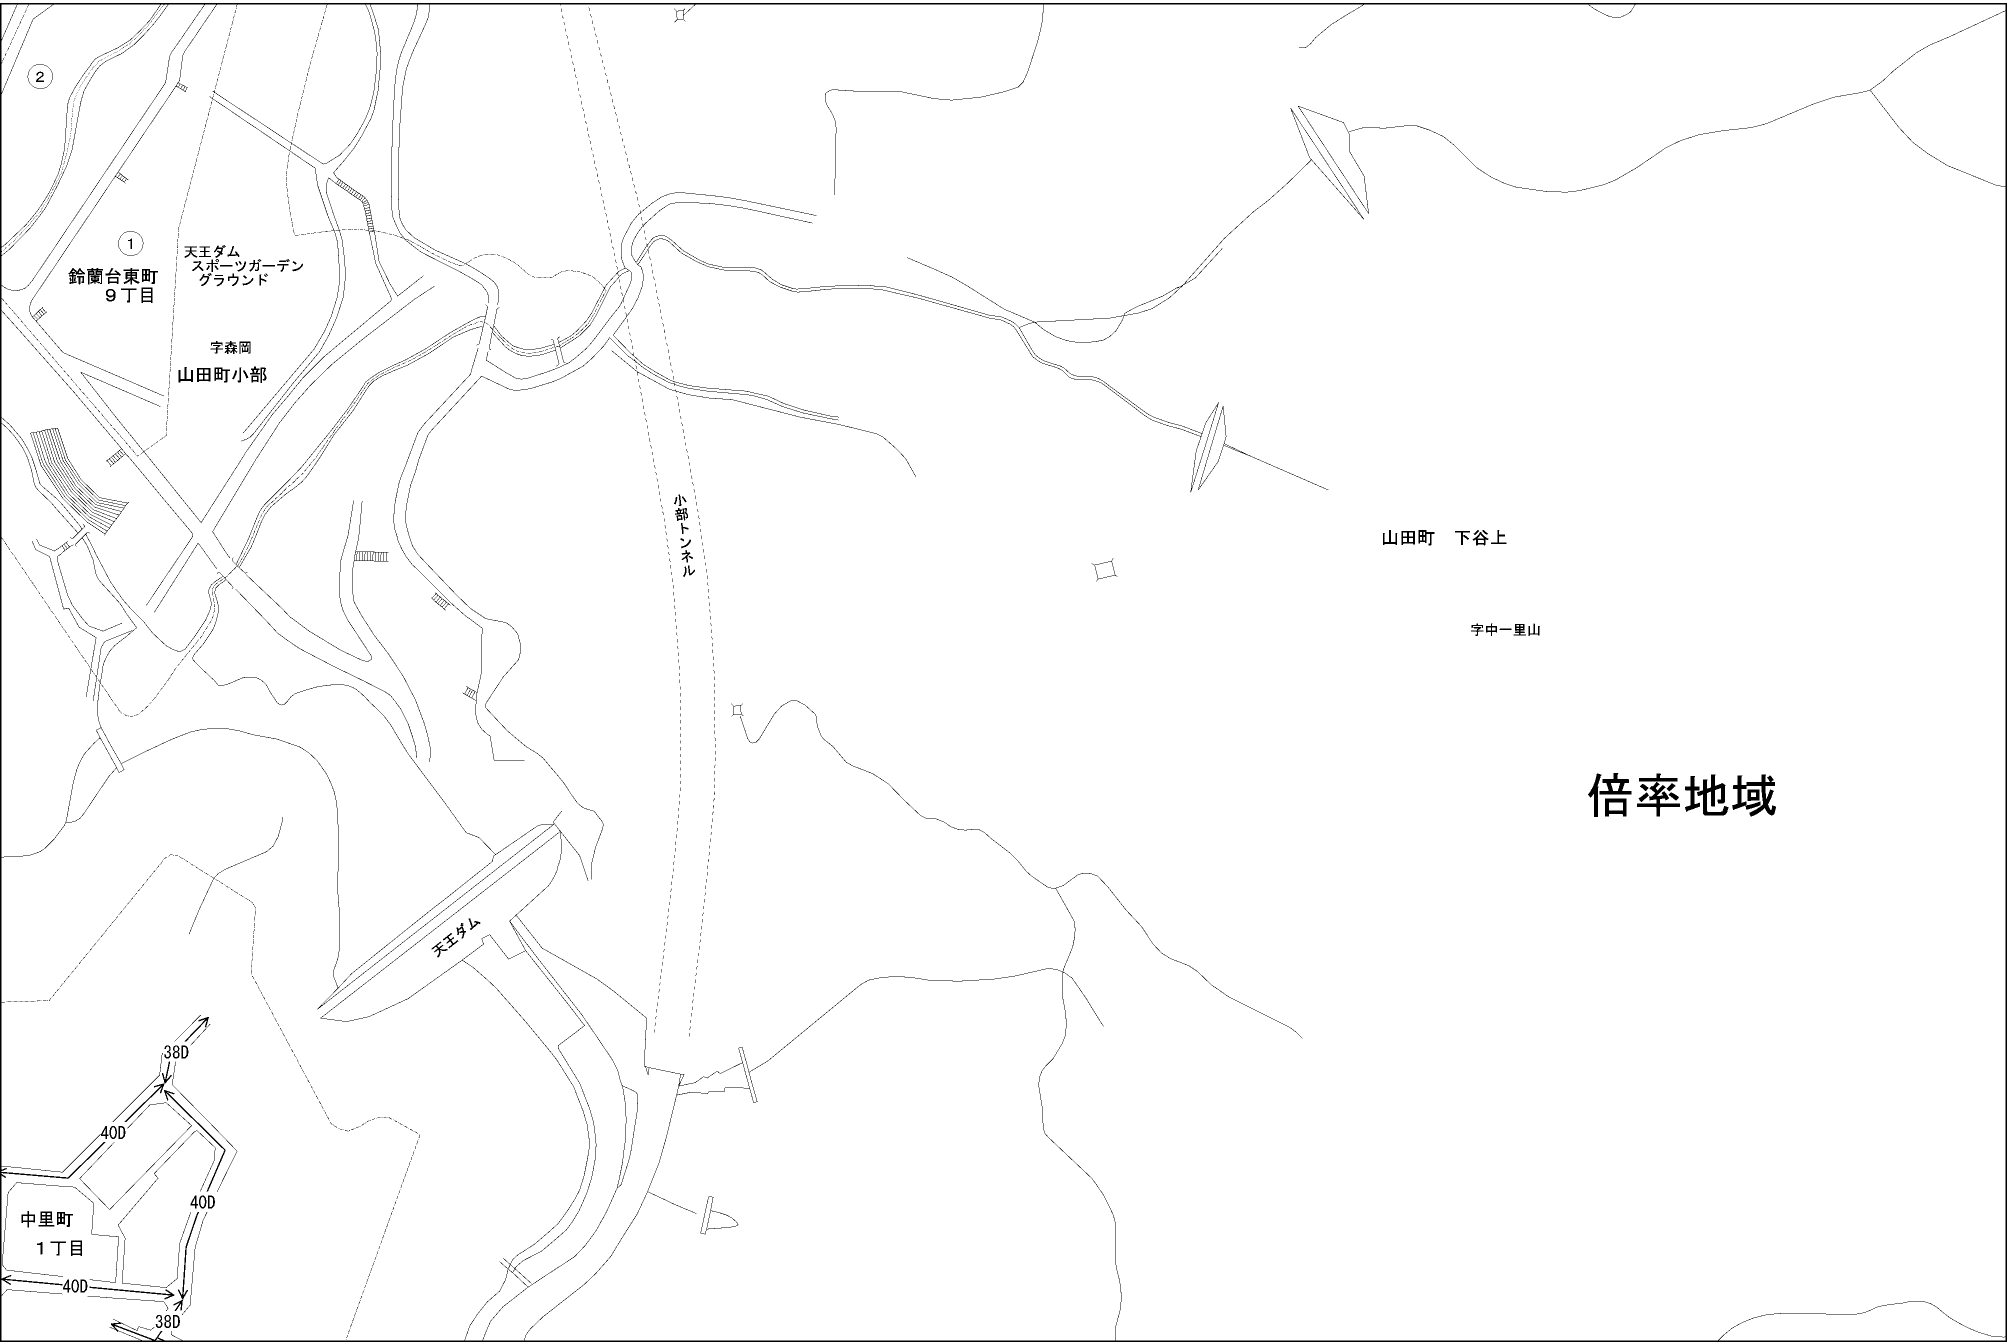 ②
①
鈴蘭台東町
９丁目
天王ダム
スポーツガーデン
グラウンド
字森岡
山田町小部
小部トンネル
山田町　下谷上
字中一里山
倍率地域
天王ダム
38D
40D
40D
中里町
１丁目
40D
38D